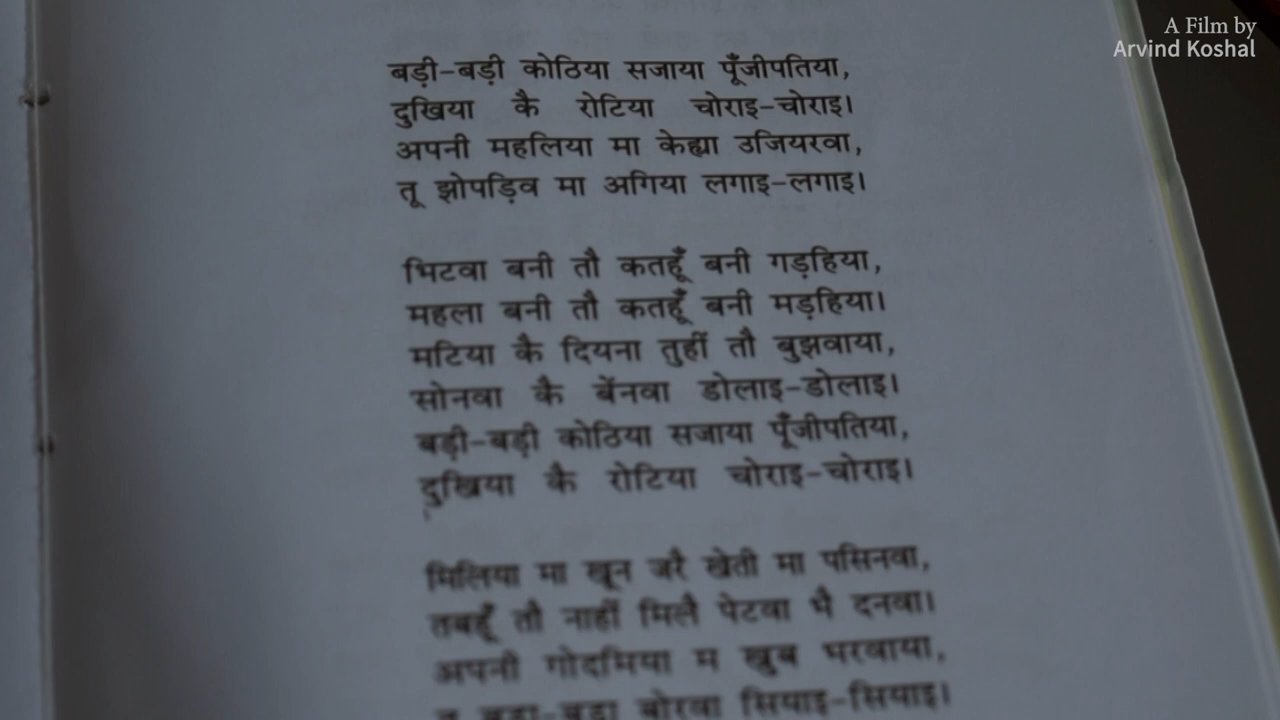 A Film by
Arvind Koshal
बड़ी-बड़ी कोठिया सजाया पूँजीपतिया,
दुखिया कै रोटिया चोराइ-चोराइ।
अपनी महलिया मा केह्या उजियरवा,
तू झोपड़िव मा अगिया लगाइ-लगाइ।
भिटवा बनी तौ कतहूँ बनी गड़हिया,
महला बनी तौ कतहूँ बनी मड़हिया।
मटिया कै दियना तुहीं तौ बुझवाया,
सोनवा कै बेंनवा डोलाइ-डोलाइ।
बड़ी-बड़ी कोठिया सजाया पूँजीपतिया,
दुखिया कै रोटिया चोराइ-चोराइ।
मिलिया मा खून जरै खेती मा पसिनवा,
तबहूँ तौ नाहीं मिलै पेटवा भै दनवा।
अपनी गोदमिया म खुब भरवाया,
बोरवा सियाइ-सियाइ।